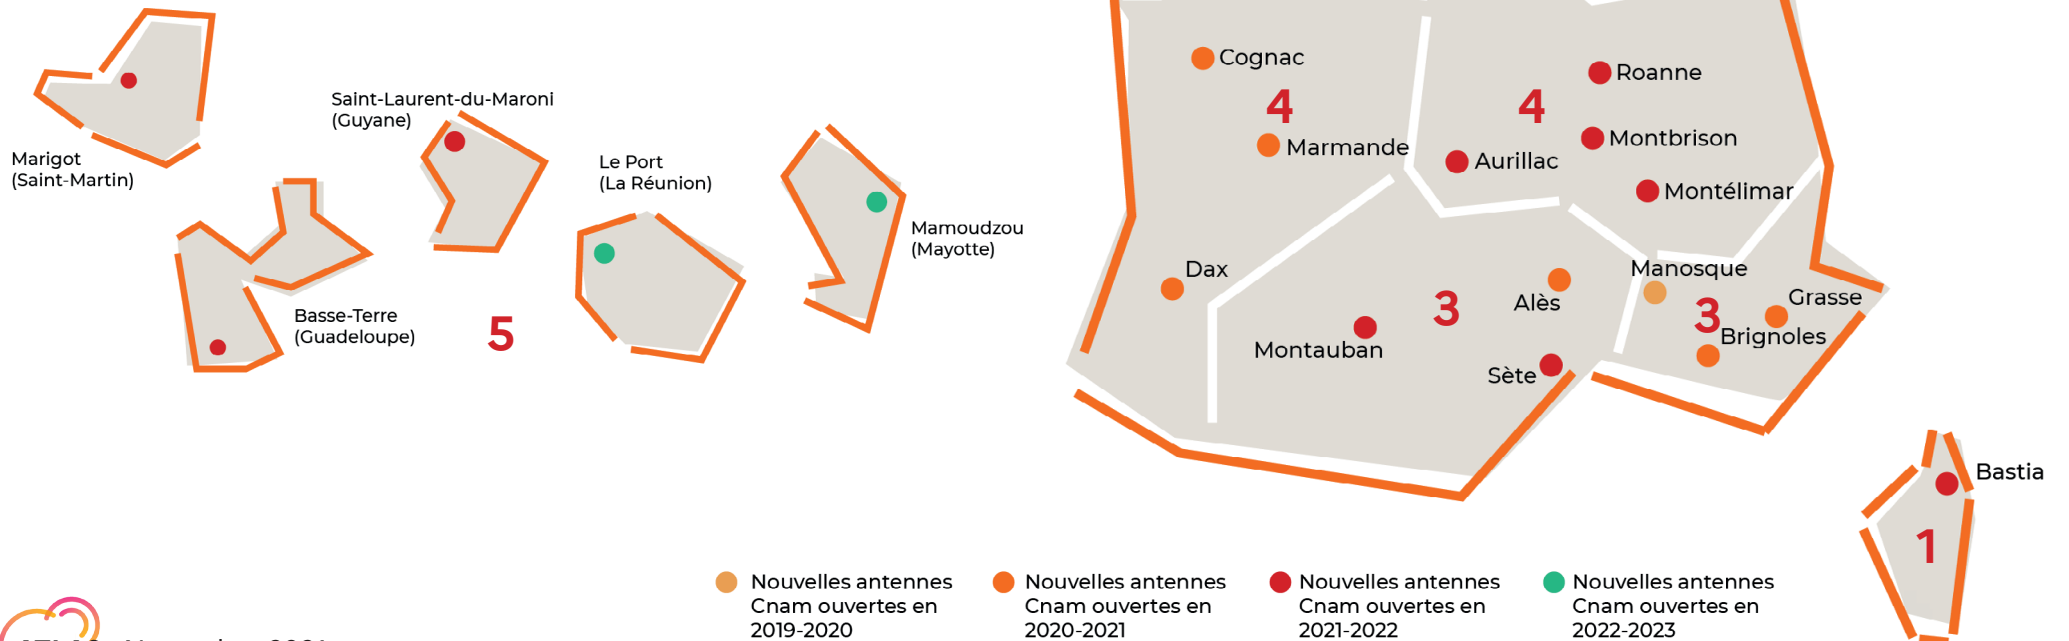 Marigot
(Saint-Martin)
Saint-Laurent-du-Maroni
(Guyane)
Le Port
(La Réunion)
Mamoudzou
(Mayotte)
Basse-Terre
(Guadeloupe)
5
Cognac
4
Marmande
Dax
Roanne
4
Montbrison
Aurillac
Montélimar
Manosque
Alès
3
Montauban
Sète
Grasse
3
Brignoles
Bastia
1
Nouvelles antennes
Cnam ouvertes en
2019-2020
Nouvelles antennes
Cnam ouvertes en
2020-2021
Nouvelles antennes
Cnam ouvertes en
2021-2022
Nouvelles antennes
Cnam ouvertes en
2022-2023